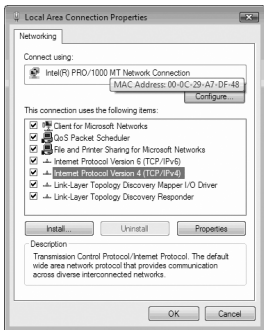 Local Area Connection Properties
Networking
Connect using:
Intel(R) PRO/1000 MT Network Connection
MAC Address: 00-0C-29-A7-DF-48
Configure...
This connection uses the following items:
Client for Microsoft Networks
QoS Packet Scheduler
File and Printer Sharing for Microsoft Networks
Internet Protocol Version 6 (TCP/IPv6)
Internet Protocol Version 4 (TCP/IPv4)
Link-Layer Topology Discovery Mapper I/O Driver
Link-Layer Topology Discovery Responder
Install... Uninstall Properties
Description
Transmission Control Protocol/Internet Protocol. The default
wide area network protocol that provides communication
across diverse interconnected networks.
OK Cancel